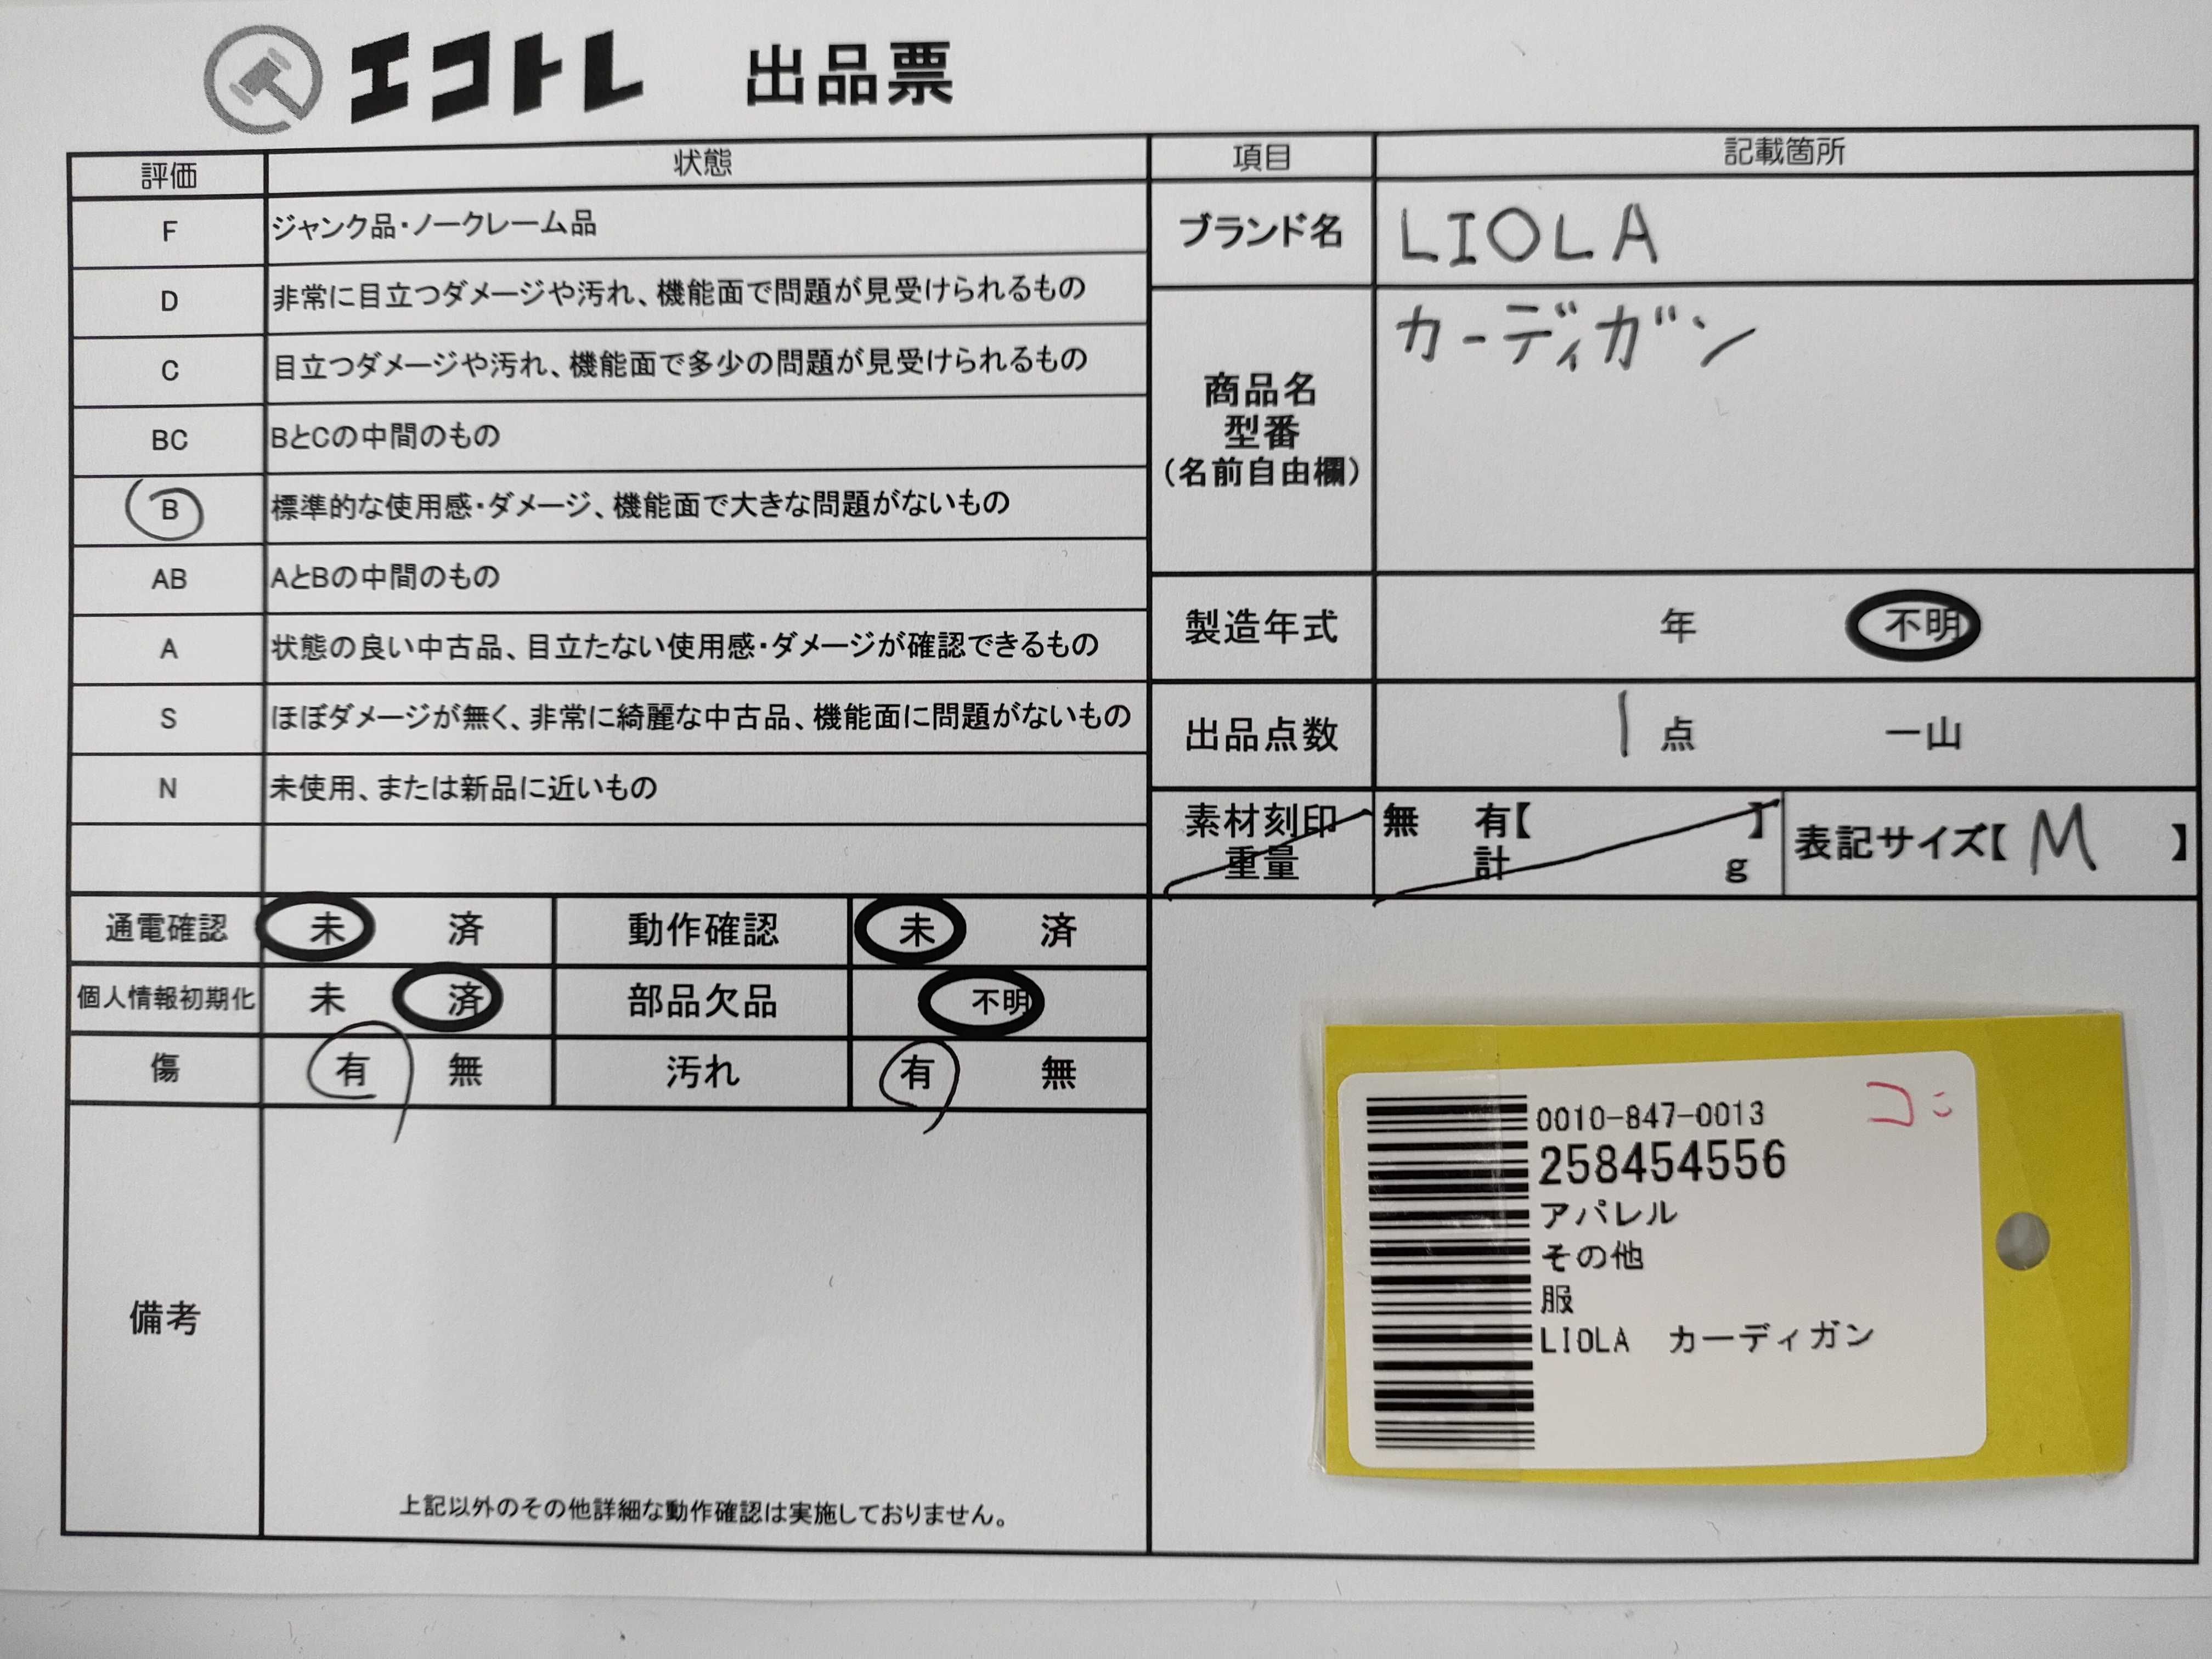 エコトレ 出品票
評価 状態
F ジャンク品・ノークレーム品
D 非常に目立つダメージや汚れ、機能面で問題が見受けられるもの
C 目立つダメージや汚れ、機能面で多少の問題が見受けられるもの
BC BとCの中間のもの
B 標準的な使用感・ダメージ、機能面で大きな問題がないもの
AB AとBの中間のもの
A 状態の良い中古品、目立たない使用感・ダメージが確認できるもの
S ほぼダメージが無く、非常に綺麗な中古品、機能面に問題がないもの
N 未使用、または新品に近いもの
通電確認 未 済 動作確認 未 済
個人情報初期化 未 済 部品欠品 不明
傷 有 無 汚れ 有 無
備考
上記以外のその他詳細な動作確認は実施しておりません。
項目 記載箇所
ブランド名 LIOLA
商品名
型番
(名前自由欄)
カーディガン
製造年式 年 不明
出品点数 1 点 一山
素材刻印 無 有【 】
重量 計 g
表記サイズ【 M 】
0010-847-0013
258454556
アパレル
その他
服
LIOLA カーディガン